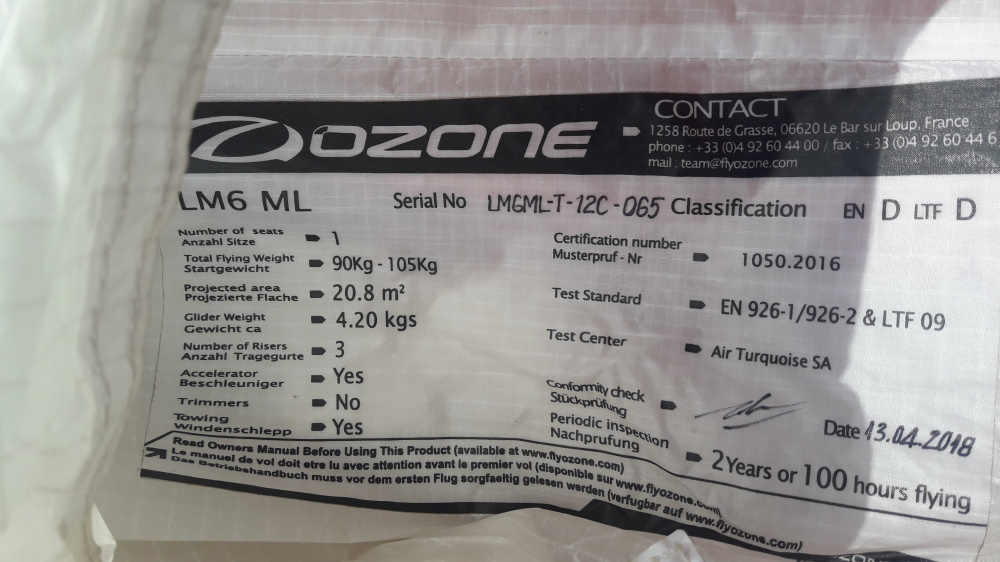 OZONE
CONTACT
1258 Route de Grasse, 06620 Le Bar sur Loup, France
phone : +33 (0)4 92 60 44 00 / fax : +33 (0)4 92 60 44 6
mail : team@flyozone.com
LM6 ML
Serial No LM6ML-T-12C-065 Classification EN D LTF D
Number of seats
Anzahl Sitze
1
Total Flying Weight
Startgewicht
90Kg - 105Kg
Projected area
Projezierte Flache
20.8 m²
Glider Weight
Gewicht ca
4.20 kgs
Number of Risers
Anzahl Tragegurte
3
Accelerator
Beschleuniger
Yes
Trimmers
No
Towing
Windenschlepp
Yes
Certification number
Musterpruf - Nr
1050.2016
Test Standard
EN 926-1/926-2 & LTF 09
Test Center
Air Turquoise SA
Conformity check
Stückprüfung
Date 13.04.2018
Periodic inspection
Nachprufung
2Years or 100 hours flying
Read Owners Manual Before Using This Product (available at www.flyozone.com)
Le manuel de vol doit etre lu avec attention avant le premier vol (disponible sur www.flyozone.com)
Das Betriebshandbuch muss vor dem ersten Flug sorgfaeltig gelesen werden (verfugbar auf www.flyozone.com)